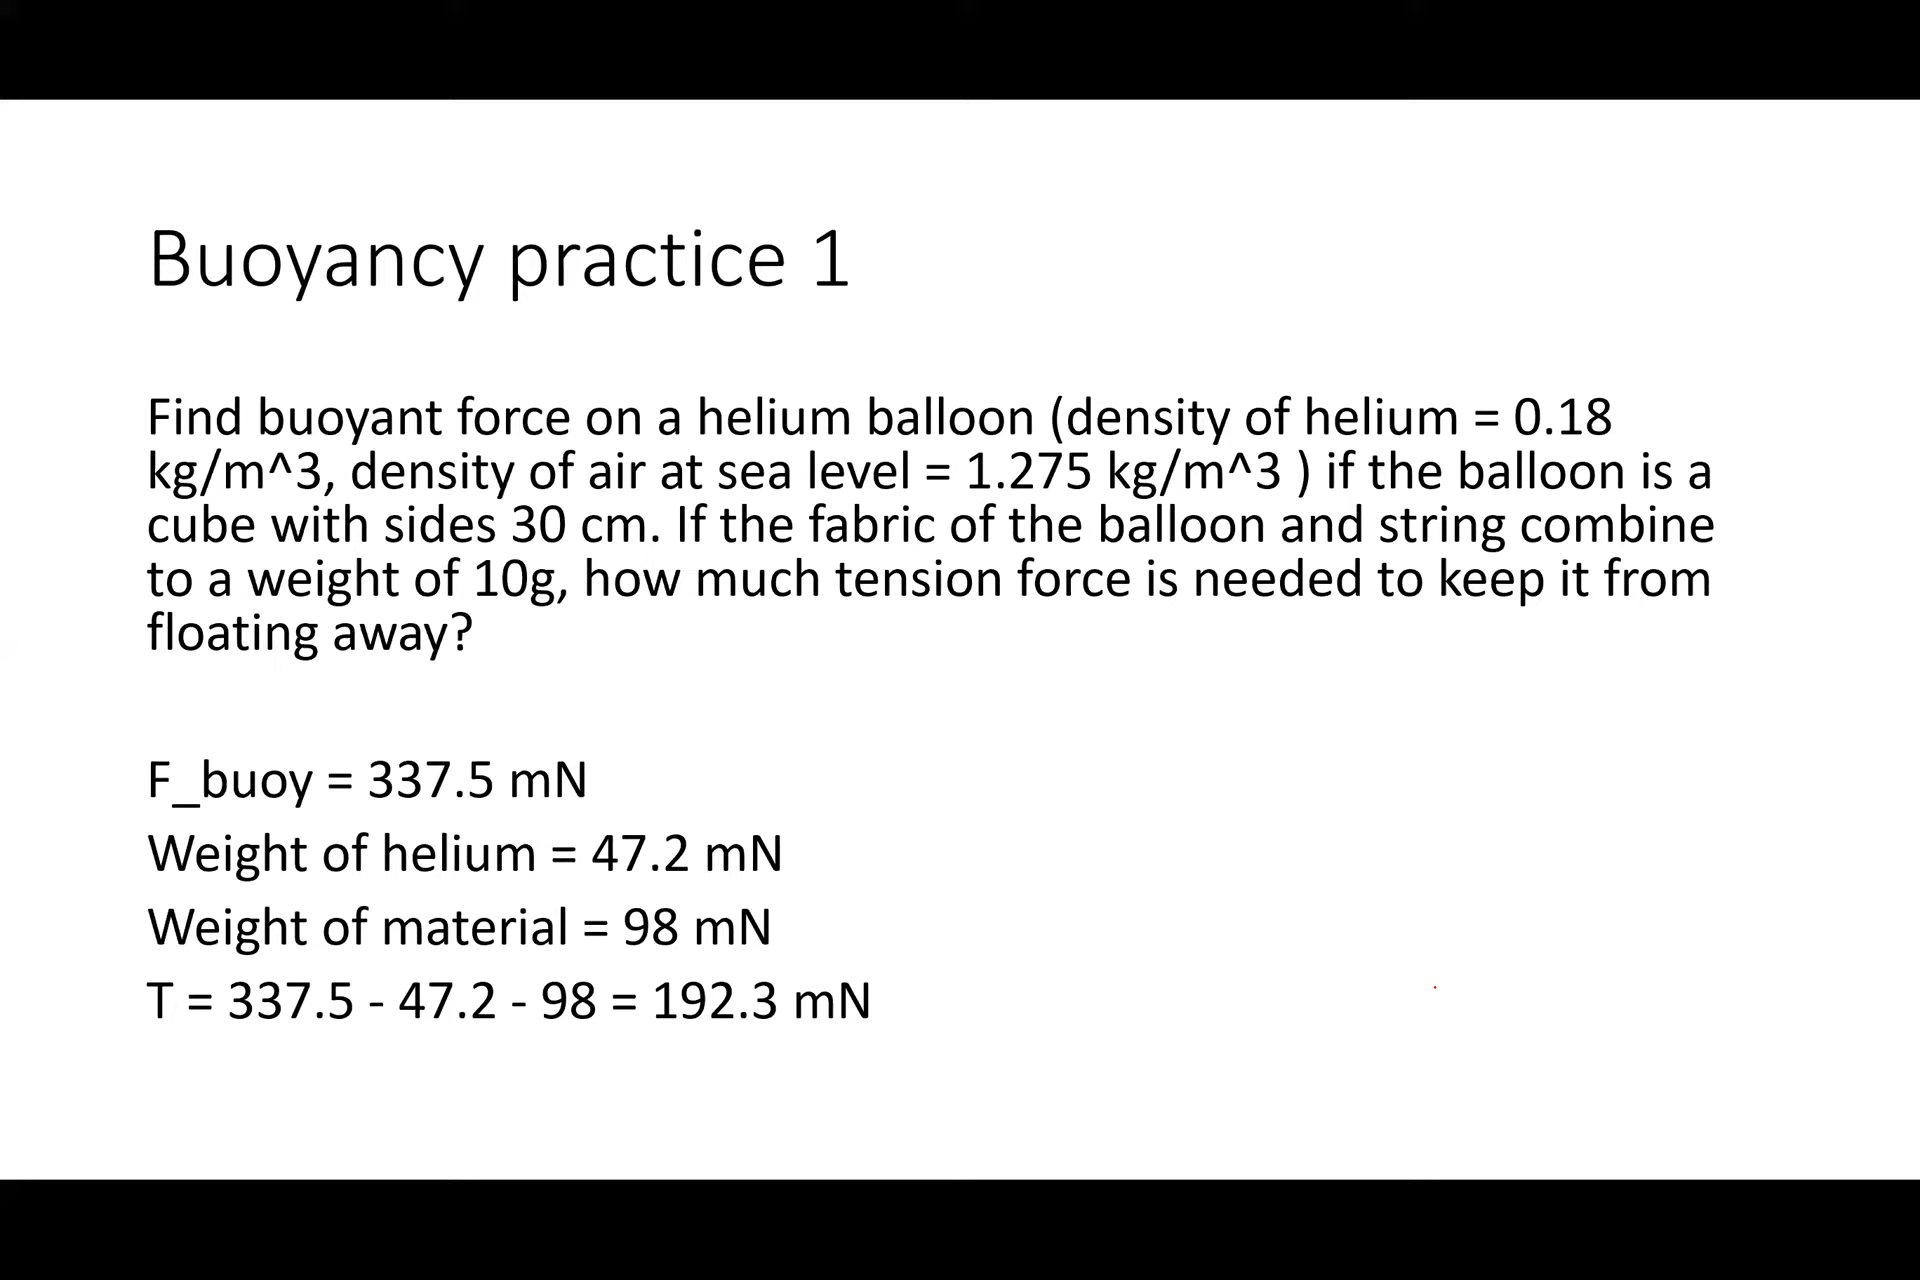 Buoyancy practice 1
Find buoyant force on a helium balloon (density of helium = 0.18
kg/m^3, density of air at sea level = 1.275 kg/m^3 ) if the balloon is a
cube with sides 30 cm. If the fabric of the balloon and string combine
to a weight of 10g, how much tension force is needed to keep it from
floating away?
F_buoy = 337.5 mN
Weight of helium = 47.2 mN
Weight of material = 98 mN
T = 337.5 - 47.2 - 98 = 192.3 mN